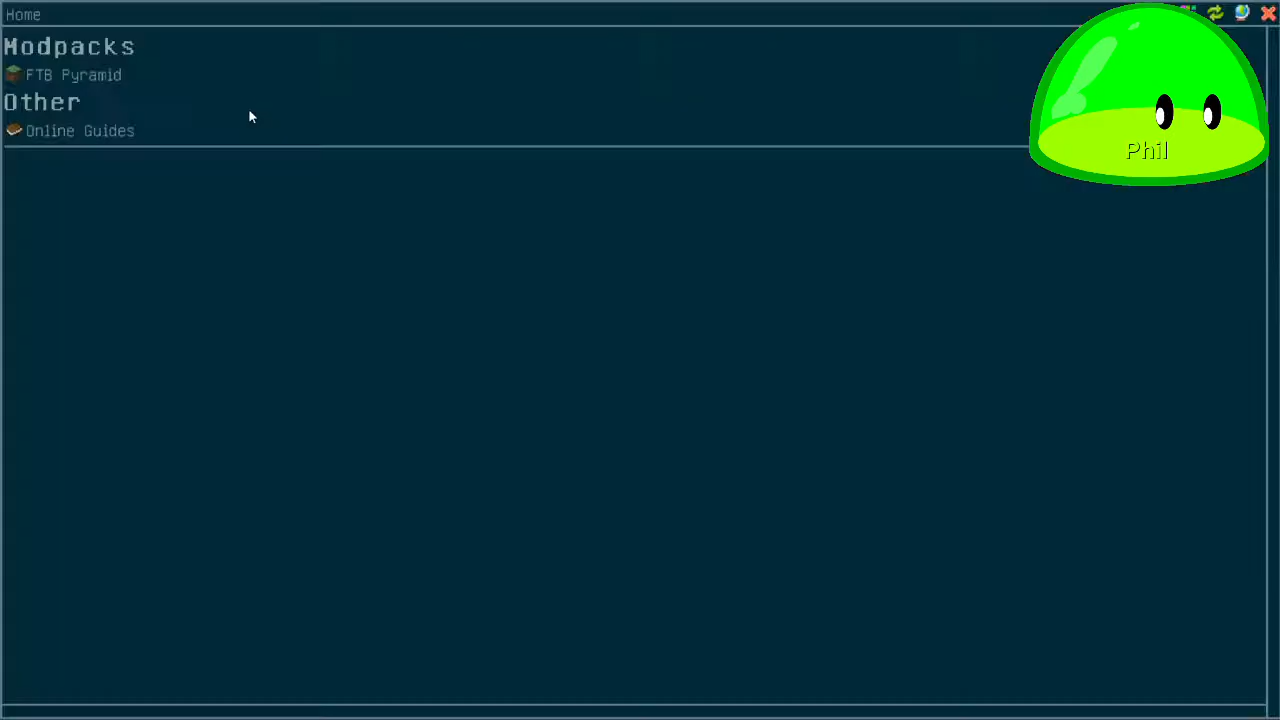 Home
Modpacks
FTB Pyramid
Other
Online Guides
Phil